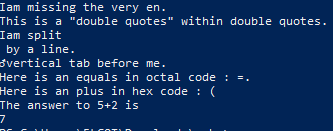 Iam missing the very en.
This is a "double quotes" within double quotes.
Iam split
 by a line.
♂vertical tab before me.
Here is an equals in octal code : =.
Here is an plus in hex code : (
The answer to 5+2 is
7